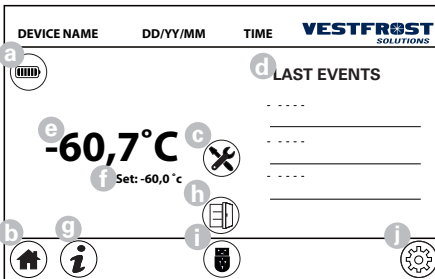 DEVICE NAME DD/YY/MM TIME VESTFROST
SOLUTIONS
a
d LAST EVENTS
- - - - -
e -60,7°C
c
- - - - -
f Set: -60,0 °c
- - - - -
h
b g i j
i